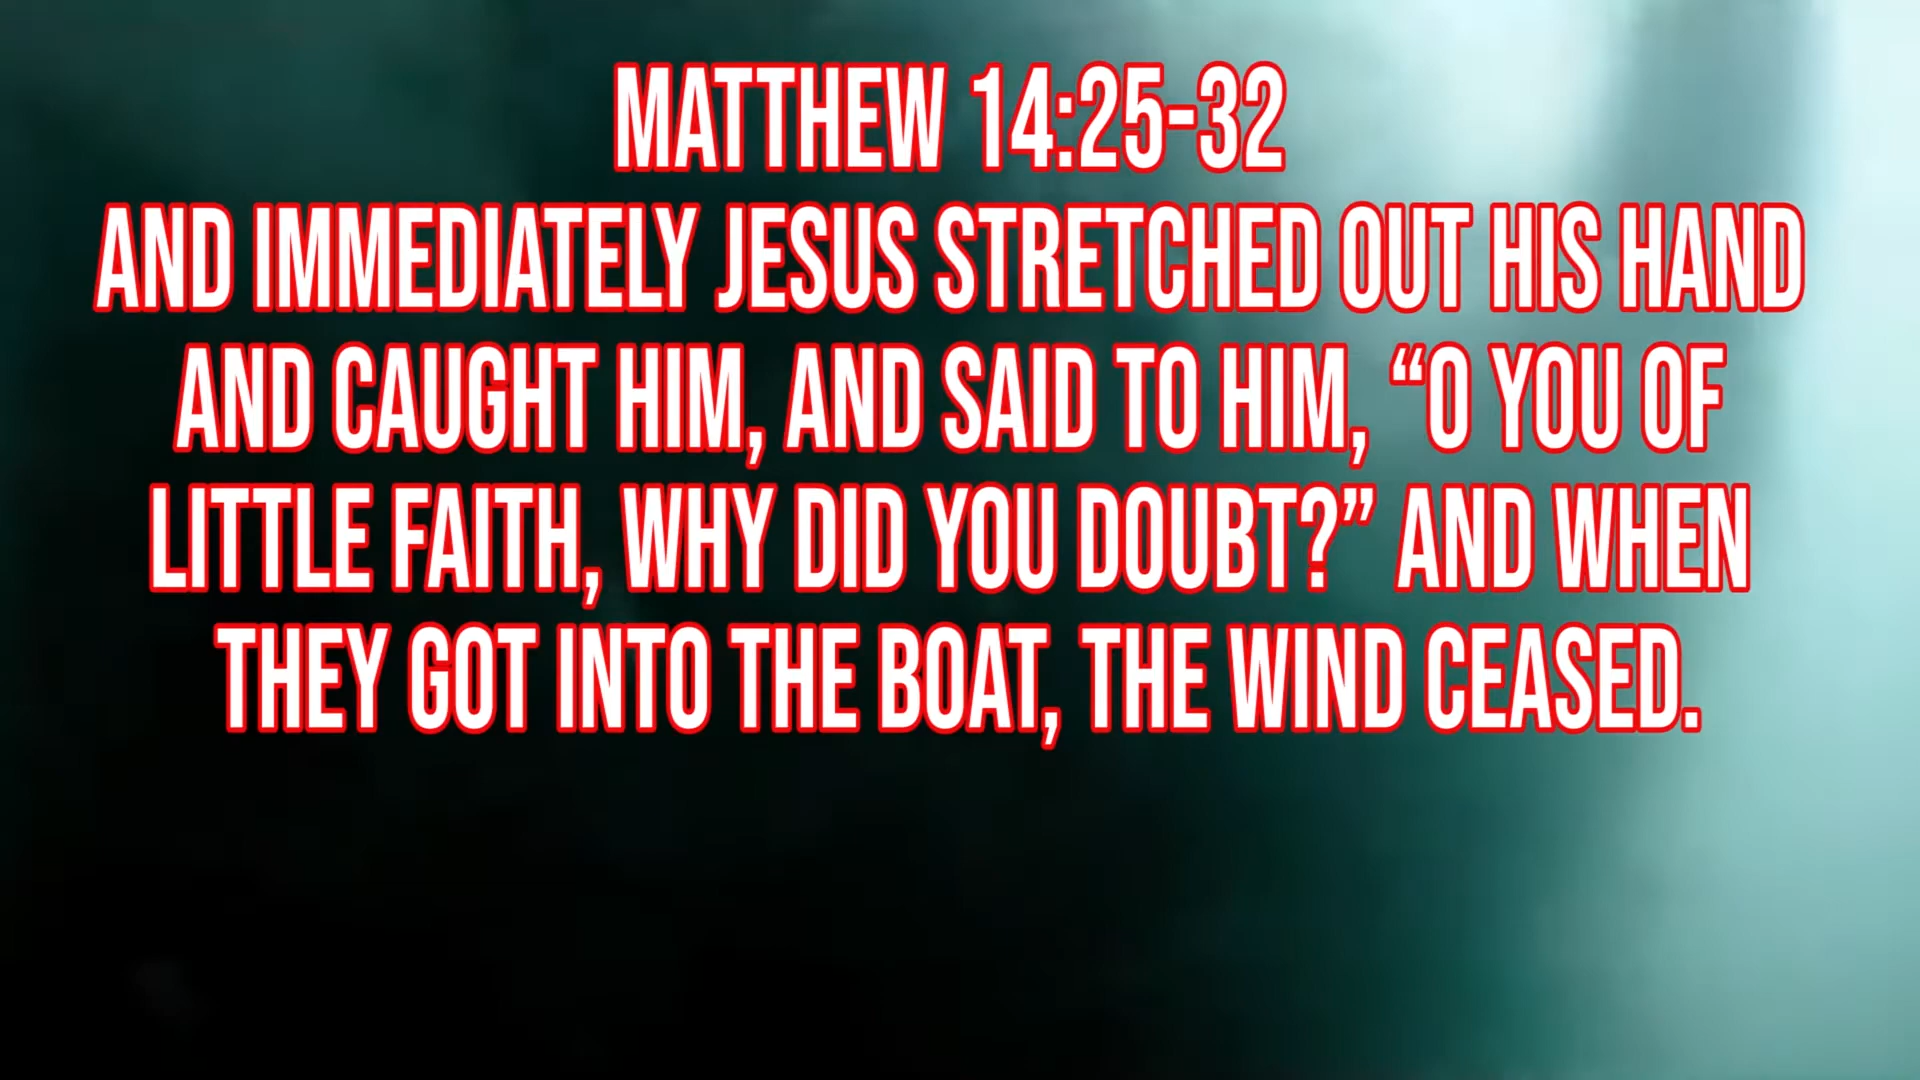 MATTHEW 14:25-32
AND IMMEDIATELY JESUS STRETCHED OUT HIS HAND
AND CAUGHT HIM, AND SAID TO HIM, “O YOU OF
LITTLE FAITH, WHY DID YOU DOUBT?” AND WHEN
THEY GOT INTO THE BOAT, THE WIND CEASED.